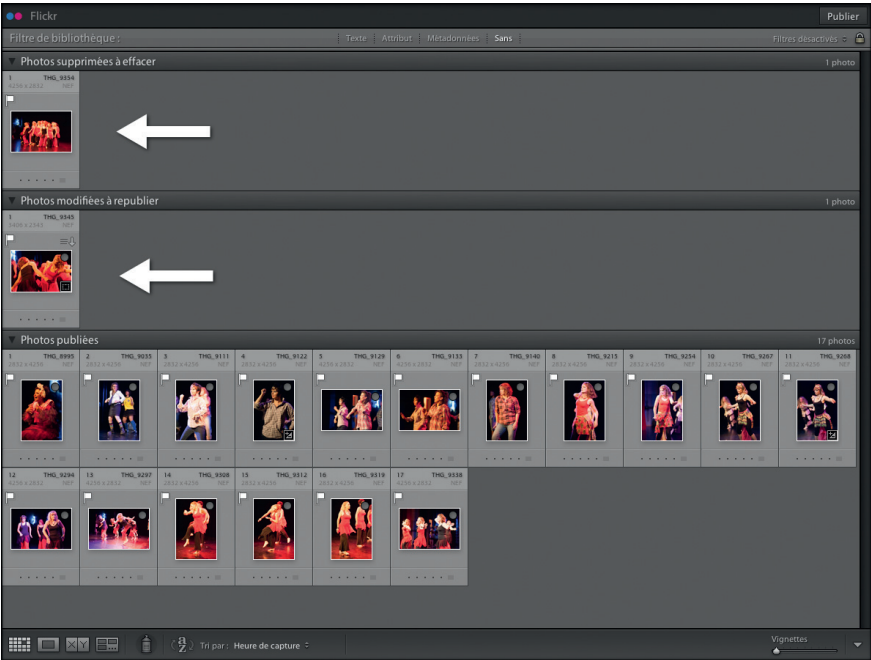 Flickr Publier
Filtre de bibliothèque : Texte Attribut Métadonnées Sans Filtres désactivés
Photos supprimées à effacer 1 photo
1 THG_9354
4256 x 2832 NEF
Photos modifiées à republier 1 photo
1 THG_9345
NEF
Photos publiées 17 photos
1 THG_8995 2 THG_9035 3 THG_9111 4 THG_9122 5 THG_9129 6 THG_9133 7 THG_9140 8 THG_9215 9 THG_9254 10 THG_9267 11 THG_9268
2832 x 4256 NEF 2832 x 4256 NEF 2832 x 4256 NEF 2832 x 4256 NEF 4256 x 2832 NEF 4256 x 2832 NEF 2832 x 4256 NEF 2832 x 4256 NEF 2832 x 4256 NEF 2832 x 4256 NEF 2832 x 4256 NEF
12 THG_9294 13 THG_9297 14 THG_9308 15 THG_9312 16 THG_9319 17 THG_9338
4256 x 2832 NEF 4256 x 2832 NEF 2832 x 4256 NEF 2832 x 4256 NEF 2832 x 4256 NEF 4256 x 2832 NEF
XY a z Tri par : Heure de capture Vignettes